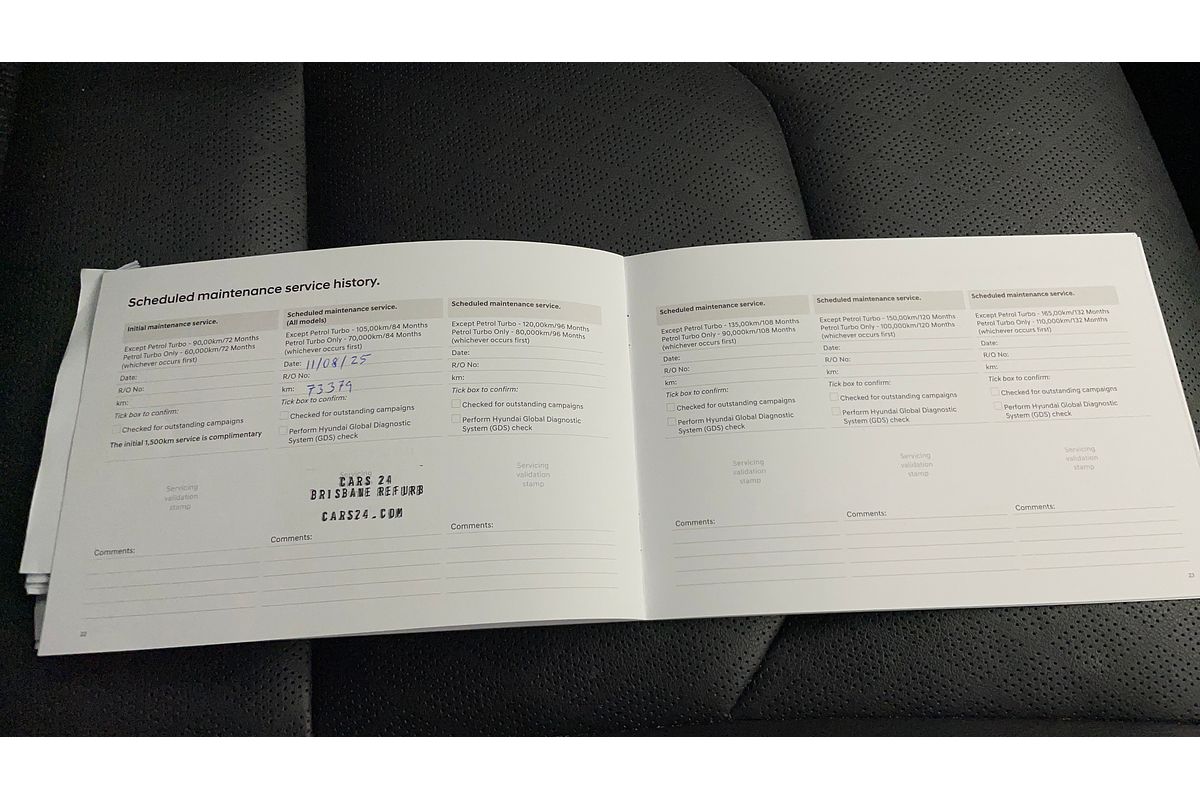 Scheduled maintenance service history.
Initial maintenance service.
Except Petrol Turbo - 90,00km/72 Months
Petrol Turbo Only - 60,000km/72 Months
(whichever occurs first)
Date:
R/O No:
km:
Tick box to confirm:
Checked for outstanding campaigns
The initial 1,500km service is complimentary
Servicing
validation
stamp
Comments:
22
Scheduled maintenance service.
(All models)
Except Petrol Turbo - 105,00km/84 Months
Petrol Turbo Only - 70,000km/84 Months
(whichever occurs first)
Date: 11/08/25
R/O No:
km: 73379
Tick box to confirm:
Checked for outstanding campaigns
Perform Hyundai Global Diagnostic
System (GDS) check
Servicing
CARS 24
BRISBANE REFURB
CARS24.COM
Comments:
Scheduled maintenance service.
Except Petrol Turbo - 120,00km/96 Months
Petrol Turbo Only - 80,000km/96 Months
(whichever occurs first)
Date:
R/O No:
km:
Tick box to confirm:
Checked for outstanding campaigns
Perform Hyundai Global Diagnostic
System (GDS) check
Servicing
validation
stamp
Comments:
Scheduled maintenance service.
Except Petrol Turbo - 135,00km/108 Months
Petrol Turbo Only - 90,000km/108 Months
(whichever occurs first)
Date:
R/O No:
km:
Tick box to confirm:
Checked for outstanding campaigns
Perform Hyundai Global Diagnostic
System (GDS) check
Servicing
validation
stamp
Comments:
Scheduled maintenance service.
Except Petrol Turbo - 150,00km/120 Months
Petrol Turbo Only - 100,000km/120 Months
(whichever occurs first)
Date:
R/O No:
km:
Tick box to confirm:
Checked for outstanding campaigns
Perform Hyundai Global Diagnostic
System (GDS) check
Servicing
validation
stamp
Comments:
Scheduled maintenance service.
Except Petrol Turbo - 165,00km/132 Months
Petrol Turbo Only - 110,000km/132 Months
(whichever occurs first)
Date:
R/O No:
km:
Tick box to confirm:
Checked for outstanding campaigns
Perform Hyundai Global Diagnostic
System (GDS) check
Servicing
validation
stamp
Comments:
23